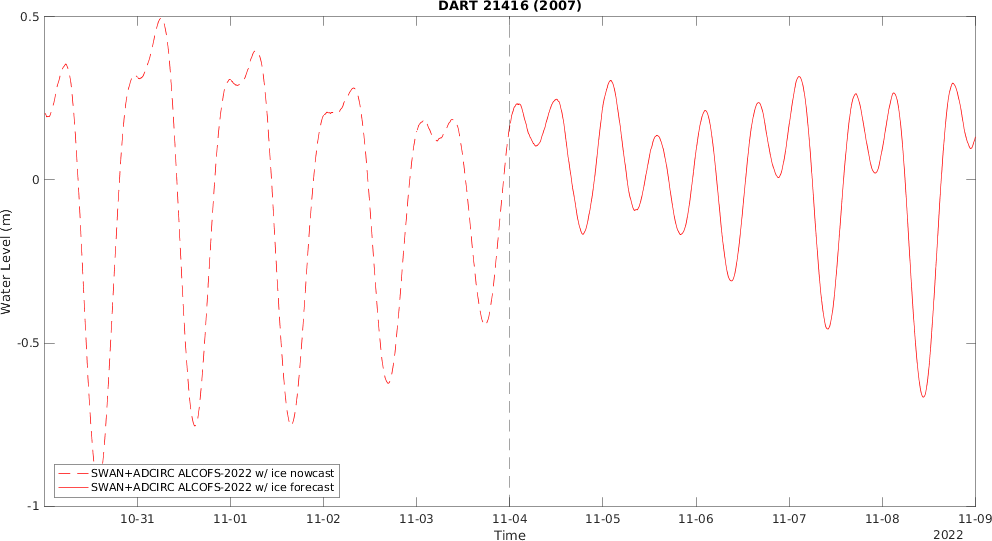 DART 21416 (2007)
0.5
0
-0.5
-1
Water Level (m)
SWAN+ADCIRC ALCOFS-2022 w/ ice nowcast
SWAN+ADCIRC ALCOFS-2022 w/ ice forecast
10-31 11-01 11-02 11-03 11-04 11-05 11-06 11-07 11-08 11-09
Time
2022